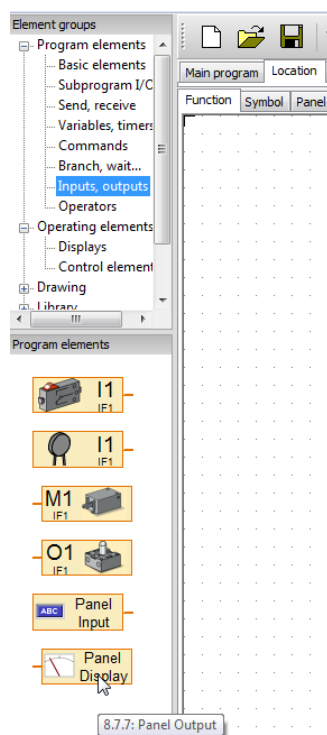 Element groups
Program elements
Basic elements
Subprogram I/O
Send, receive
Variables, timers
Commands
Branch, wait...
Inputs, outputs
Operators
Operating elements
Displays
Control element
Drawing
Library
Program elements
I1
IF1
I1
IF1
M1
IF1
O1
IF1
ABC
Panel
Input
Panel
Display
8.7.7: Panel Output
Main program
Location
Function
Symbol
Panel